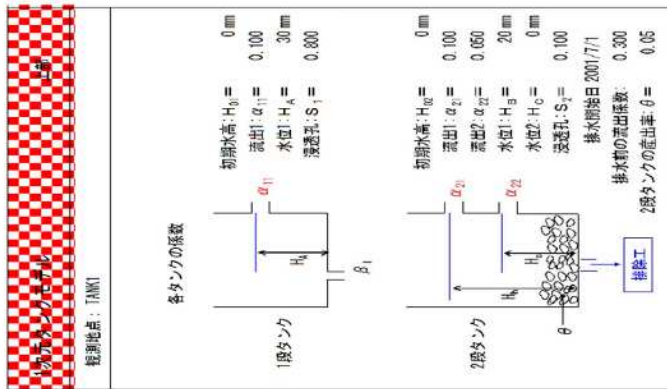 1次元タンクモデル 上部
観測地点: TANK1
各タンクの係数
1段タンク
H_A
α11
β1
初期水高: H01= 0 mm
流出1: α11= 0.100
水位1: H_A= 30 mm
浸透孔: S1= 0.800
2段タンク
α21
α22
θ
排除工
初期水高: H02= 0 mm
流出1: α21= 0.100
流出2: α22= 0.050
水位1: H_B= 20 mm
水位2: H_C= 0 mm
浸透孔: S2= 0.100
排水開始日 2001/7/1
排水前の流出係数: 0.300
2段タンクの産出率: θ= 0.05